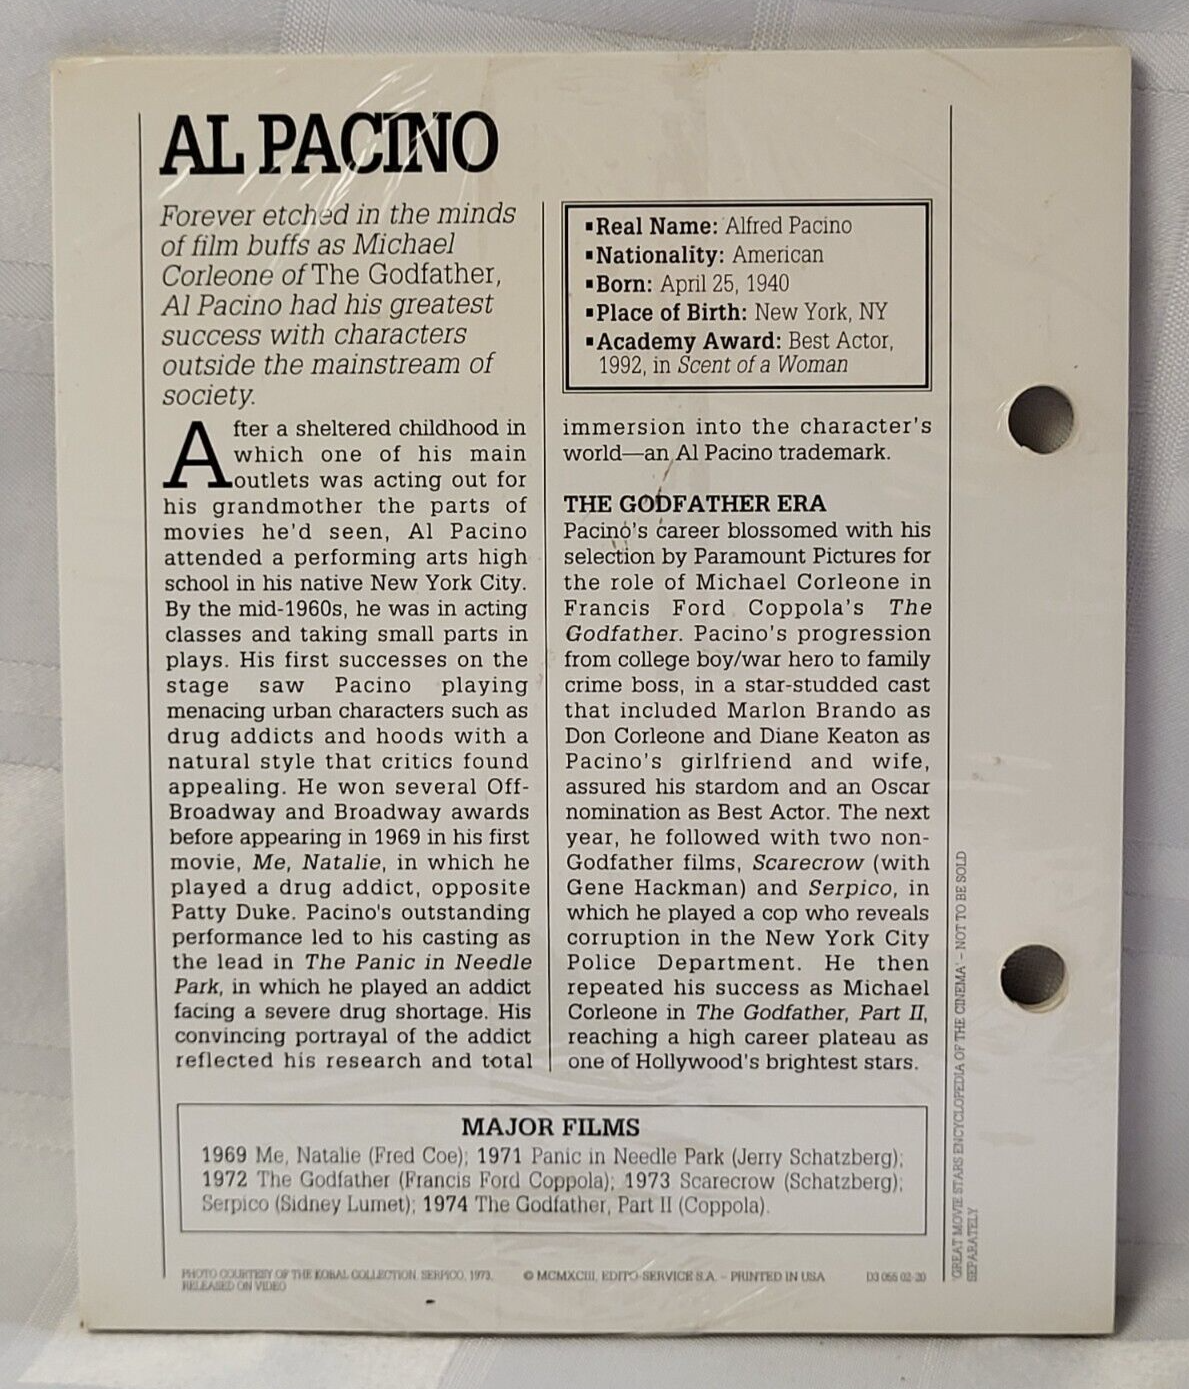 AL PACINO
Forever etched in the minds
of film buffs as Michael
Corleone of The Godfather,
Al Pacino had his greatest
success with characters
outside the mainstream of
society.
After a sheltered childhood in
which one of his main
outlets was acting out for
his grandmother the parts of
movies he'd seen, Al Pacino
attended a performing arts high
school in his native New York City.
By the mid-1960s, he was in acting
classes and taking small parts in
plays. His first successes on the
stage saw Pacino playing
menacing urban characters such as
drug addicts and hoods with a
natural style that critics found
appealing. He won several Off-
Broadway and Broadway awards
before appearing in 1969 in his first
movie, Me, Natalie, in which he
played a drug addict, opposite
Patty Duke. Pacino's outstanding
performance led to his casting as
the lead in The Panic in Needle
Park, in which he played an addict
facing a severe drug shortage. His
convincing portrayal of the addict
reflected his research and total
▪Real Name: Alfred Pacino
▪Nationality: American
▪Born: April 25, 1940
▪Place of Birth: New York, NY
▪Academy Award: Best Actor,
1992, in Scent of a Woman
immersion into the character's
world—an Al Pacino trademark.
THE GODFATHER ERA
Pacino's career blossomed with his
selection by Paramount Pictures for
the role of Michael Corleone in
Francis Ford Coppola's The
Godfather. Pacino's progression
from college boy/war hero to family
crime boss, in a star-studded cast
that included Marlon Brando as
Don Corleone and Diane Keaton as
Pacino's girlfriend and wife,
assured his stardom and an Oscar
nomination as Best Actor. The next
year, he followed with two non-
Godfather films, Scarecrow (with
Gene Hackman) and Serpico, in
which he played a cop who reveals
corruption in the New York City
Police Department. He then
repeated his success as Michael
Corleone in The Godfather, Part II,
reaching a high career plateau as
one of Hollywood's brightest stars.
MAJOR FILMS
1969 Me, Natalie (Fred Coe); 1971 Panic in Needle Park (Jerry Schatzberg);
1972 The Godfather (Francis Ford Coppola); 1973 Scarecrow (Schatzberg);
Serpico (Sidney Lumet); 1974 The Godfather, Part II (Coppola).
PHOTO COURTESY OF THE KOBAL COLLECTION. SERPICO, 1973,
RELEASED ON VIDEO
© MCMXCIII, EDITO-SERVICE S.A. – PRINTED IN USA
D3 056 02-20
'GREAT MOVIE STARS ENCYCLOPEDIA OF THE CINEMA' – NOT TO BE SOLD
SEPARATELY